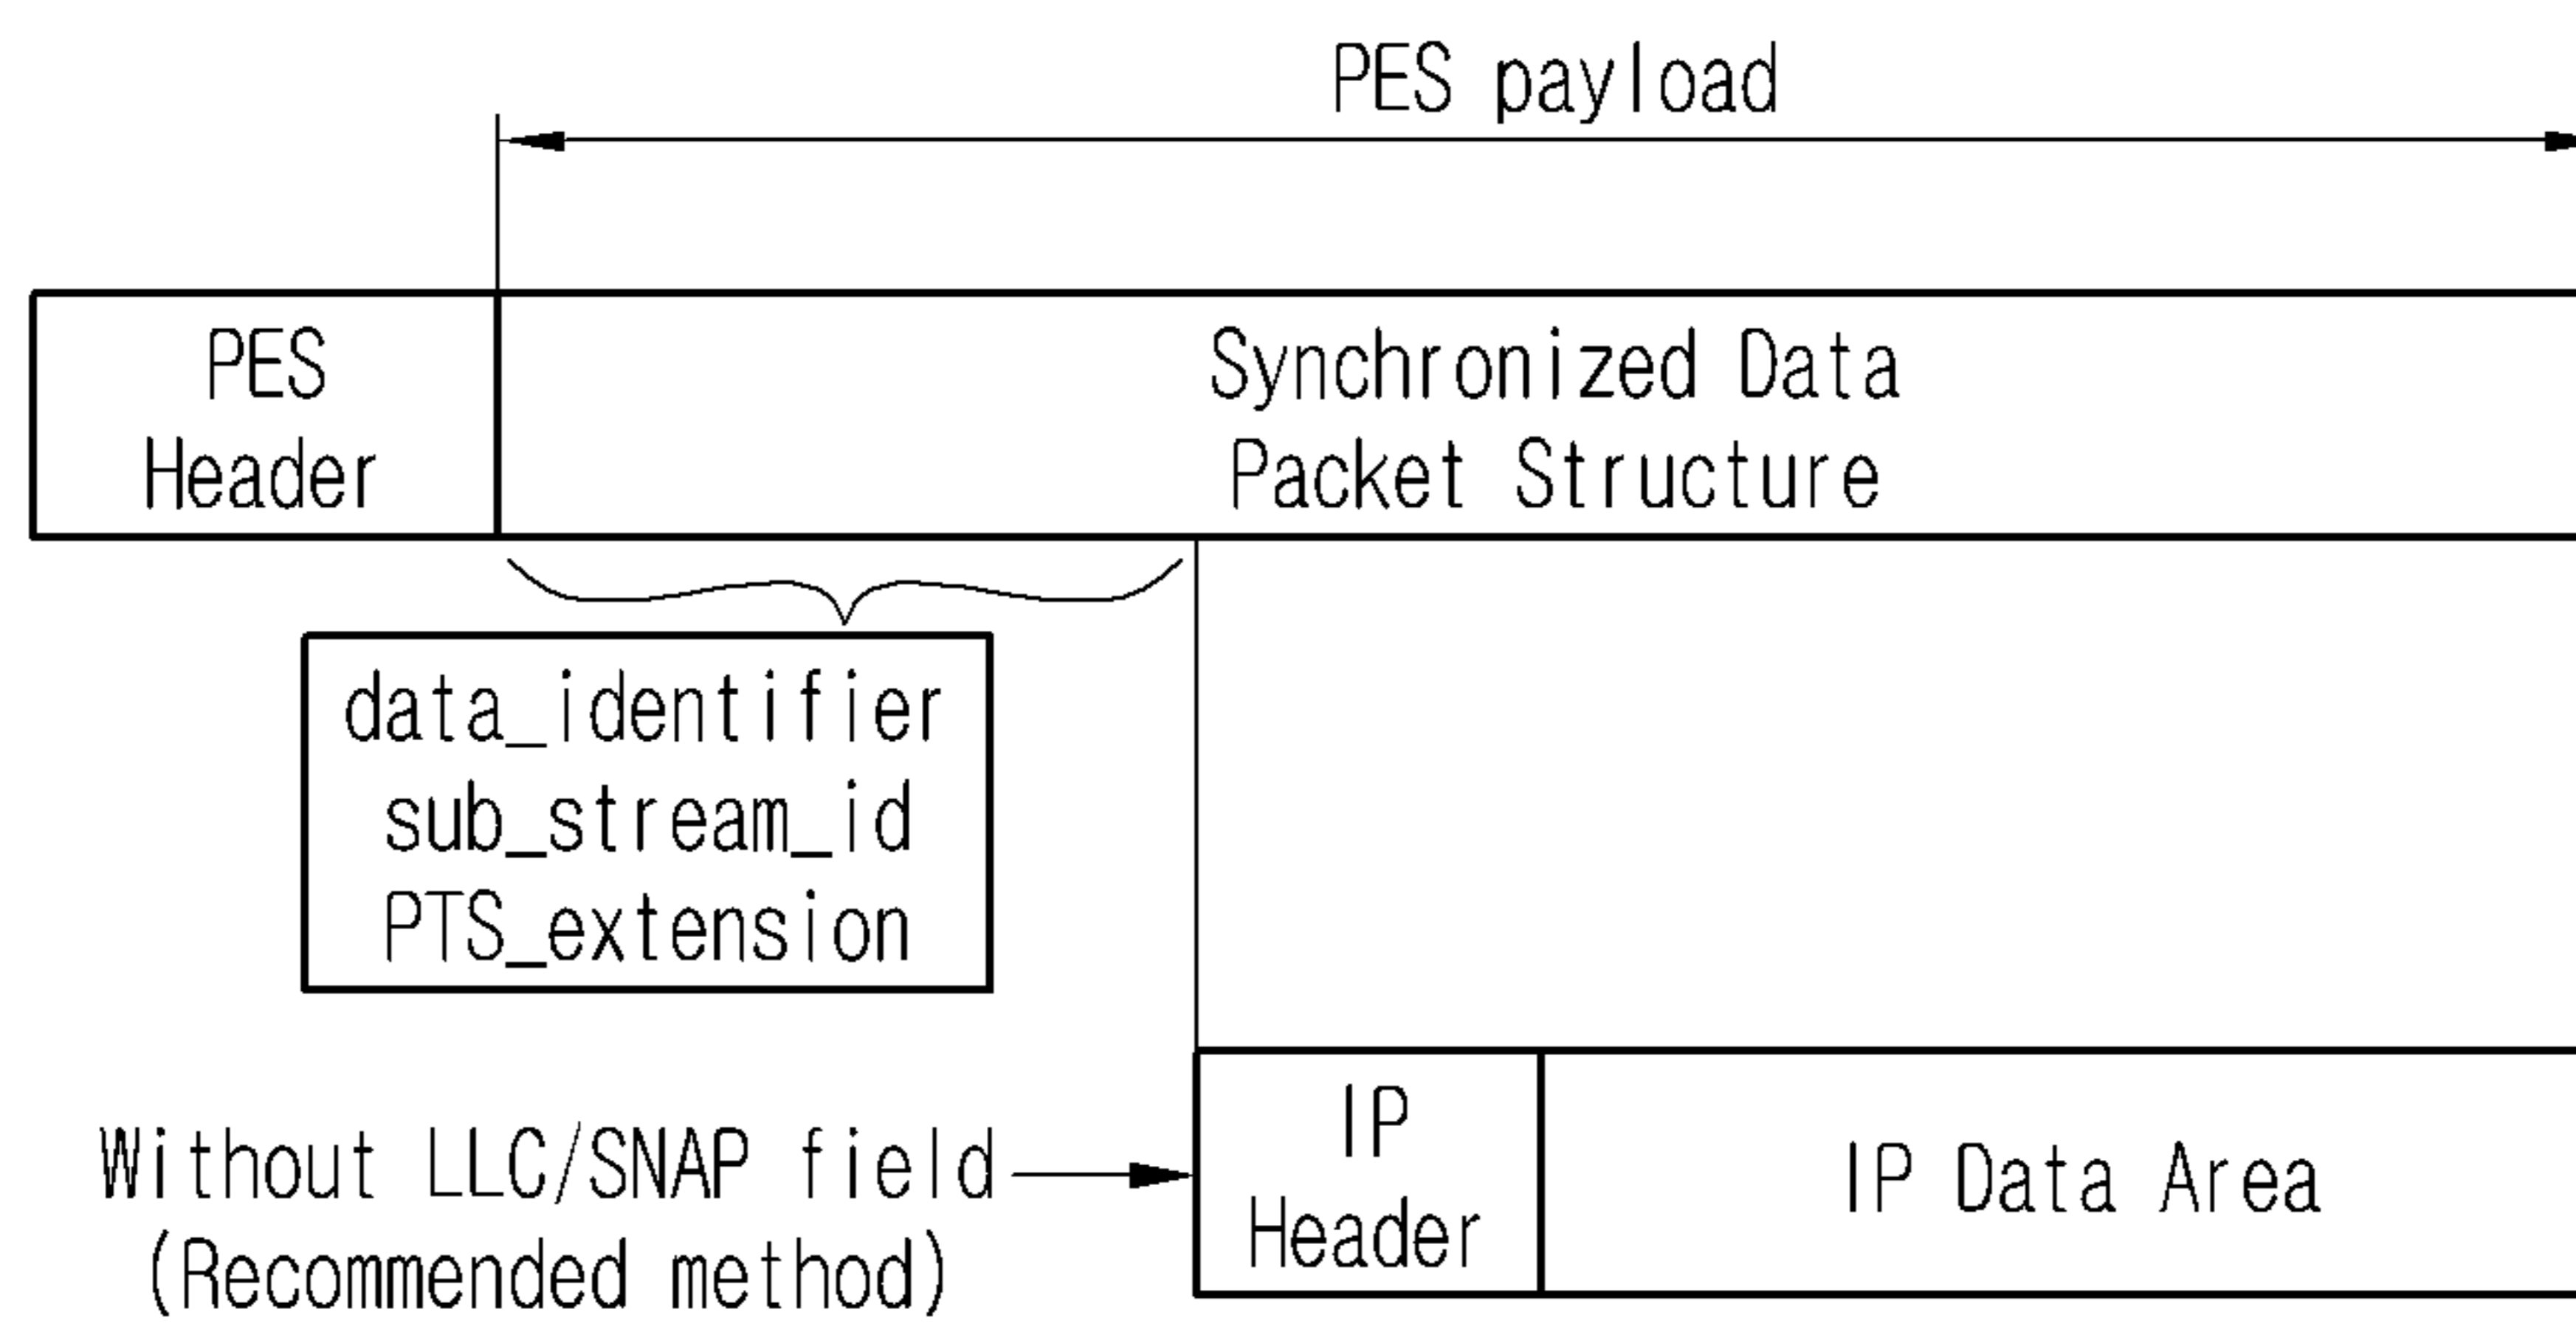 PES payload
PES
Header
Synchronized Data
Packet Structure
data_identifier
sub_stream_id
PTS_extension
Without LLC/SNAP field
(Recommended method)
IP
Header
IP Data Area